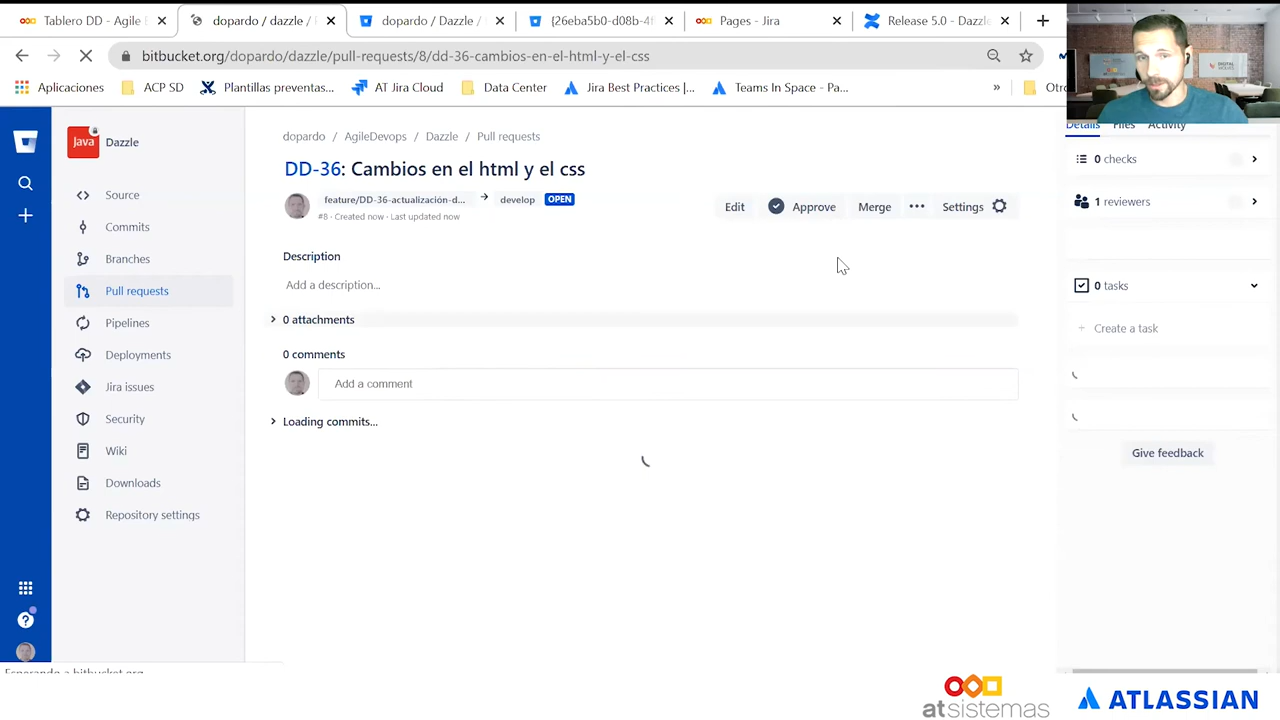 Tablero DD - Agile
dopardo / dazzle /
dopardo / Dazzle /
{26eba5b0-d08b-4f
Pages - Jira
Release 5.0 - Dazzle
bitbucket.org/dopardo/dazzle/pull-requests/8/dd-36-cambios-en-el-html-y-el-css
Aplicaciones
ACP SD
Plantillas preventas...
AT Jira Cloud
Data Center
Jira Best Practices |...
Teams In Space - Pa...
»
Java
Dazzle
Source
Commits
Branches
Pull requests
Pipelines
Deployments
Jira issues
Security
Wiki
Downloads
Repository settings
dopardo / AgileDevops / Dazzle / Pull requests
DD-36: Cambios en el html y el css
feature/DD-36-actualización-d... → develop OPEN
#8 · Created now · Last updated now
Edit
Approve
Merge
Settings
Description
Add a description...
0 attachments
0 comments
Add a comment
Loading commits...
Details Files Activity
0 checks
1 reviewers
0 tasks
+ Create a task
Give feedback
Esperando a bitbucket.org
atsistemas
ATLASSIAN